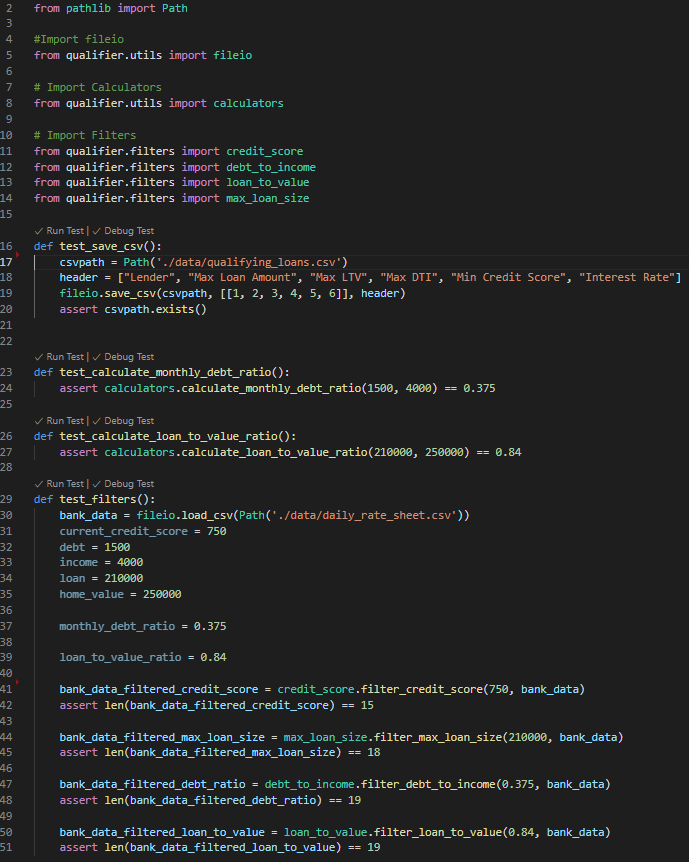 2 from pathlib import Path
3
4 #Import fileio
5 from qualifier.utils import fileio
6
7 # Import Calculators
8 from qualifier.utils import calculators
9
10 # Import Filters
11 from qualifier.filters import credit_score
12 from qualifier.filters import debt_to_income
13 from qualifier.filters import loan_to_value
14 from qualifier.filters import max_loan_size
15
✓ Run Test | ✓ Debug Test
16 def test_save_csv():
17     csvpath = Path('./data/qualifying_loans.csv')
18     header = ["Lender", "Max Loan Amount", "Max LTV", "Max DTI", "Min Credit Score", "Interest Rate"]
19     fileio.save_csv(csvpath, [[1, 2, 3, 4, 5, 6]], header)
20     assert csvpath.exists()
21
22
✓ Run Test | ✓ Debug Test
23 def test_calculate_monthly_debt_ratio():
24     assert calculators.calculate_monthly_debt_ratio(1500, 4000) == 0.375
25
✓ Run Test | ✓ Debug Test
26 def test_calculate_loan_to_value_ratio():
27     assert calculators.calculate_loan_to_value_ratio(210000, 250000) == 0.84
28
✓ Run Test | ✓ Debug Test
29 def test_filters():
30     bank_data = fileio.load_csv(Path('./data/daily_rate_sheet.csv'))
31     current_credit_score = 750
32     debt = 1500
33     income = 4000
34     loan = 210000
35     home_value = 250000
36
37     monthly_debt_ratio = 0.375
38
39     loan_to_value_ratio = 0.84
40
41     bank_data_filtered_credit_score = credit_score.filter_credit_score(750, bank_data)
42     assert len(bank_data_filtered_credit_score) == 15
43
44     bank_data_filtered_max_loan_size = max_loan_size.filter_max_loan_size(210000, bank_data)
45     assert len(bank_data_filtered_max_loan_size) == 18
46
47     bank_data_filtered_debt_ratio = debt_to_income.filter_debt_to_income(0.375, bank_data)
48     assert len(bank_data_filtered_debt_ratio) == 19
49
50     bank_data_filtered_loan_to_value = loan_to_value.filter_loan_to_value(0.84, bank_data)
51     assert len(bank_data_filtered_loan_to_value) == 19